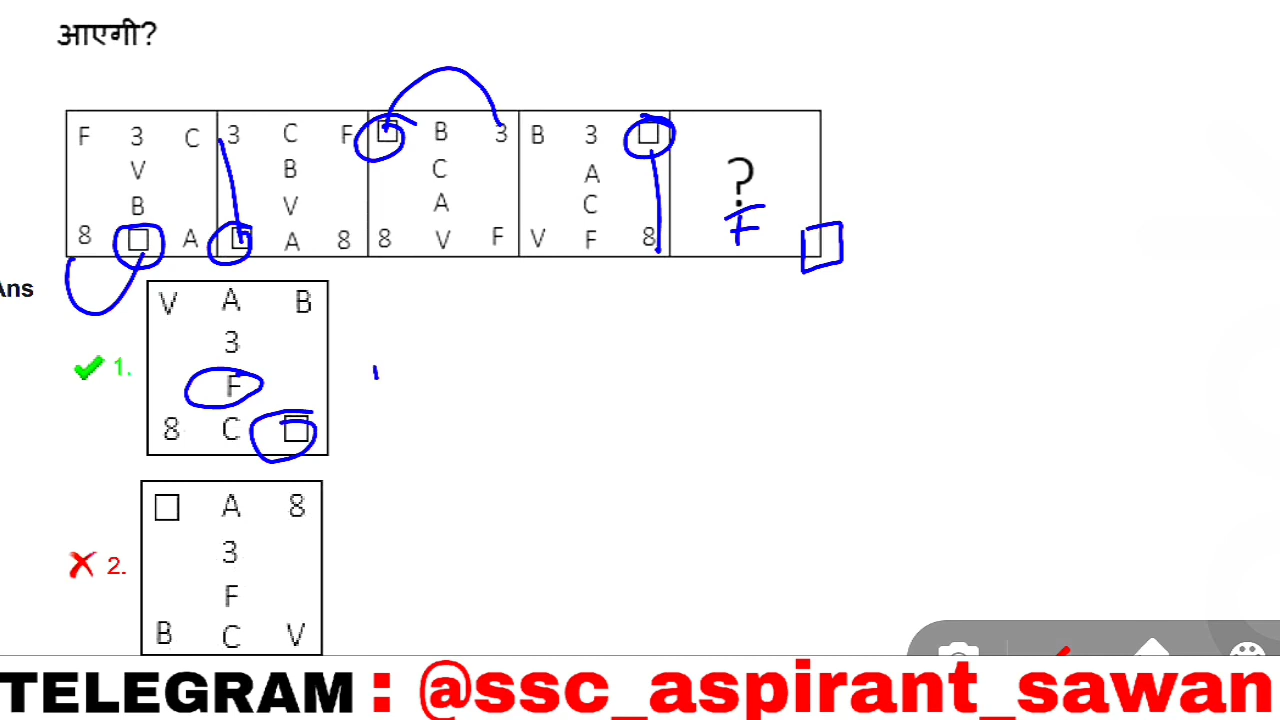 आएगी?
F 3 C 3 C F □ B 3 B 3 □
V B C A ?
B V A C F
8 □ A □ A 8 8 V F V F 8
Ans
V A B
3
1. F
8 C □
□ A 8
3
2. F
B C V
TELEGRAM : @ssc_aspirant_sawan